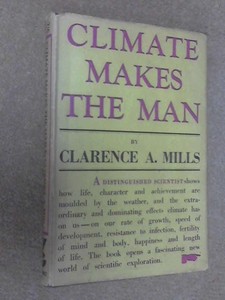 CLIMATE
MAKES
THE MAN
BY
CLARENCE A. MILLS
A DISTINGUISHED SCIENTIST shows
how life, character and achievement are
moulded by the weather, and the extra-
ordinary and dominating effects climate has
on us—on our rate of growth, speed of
development, resistance to infection, fertility
of mind and body, happiness and length
of life. The book opens a fascinating new
world of scientific exploration.